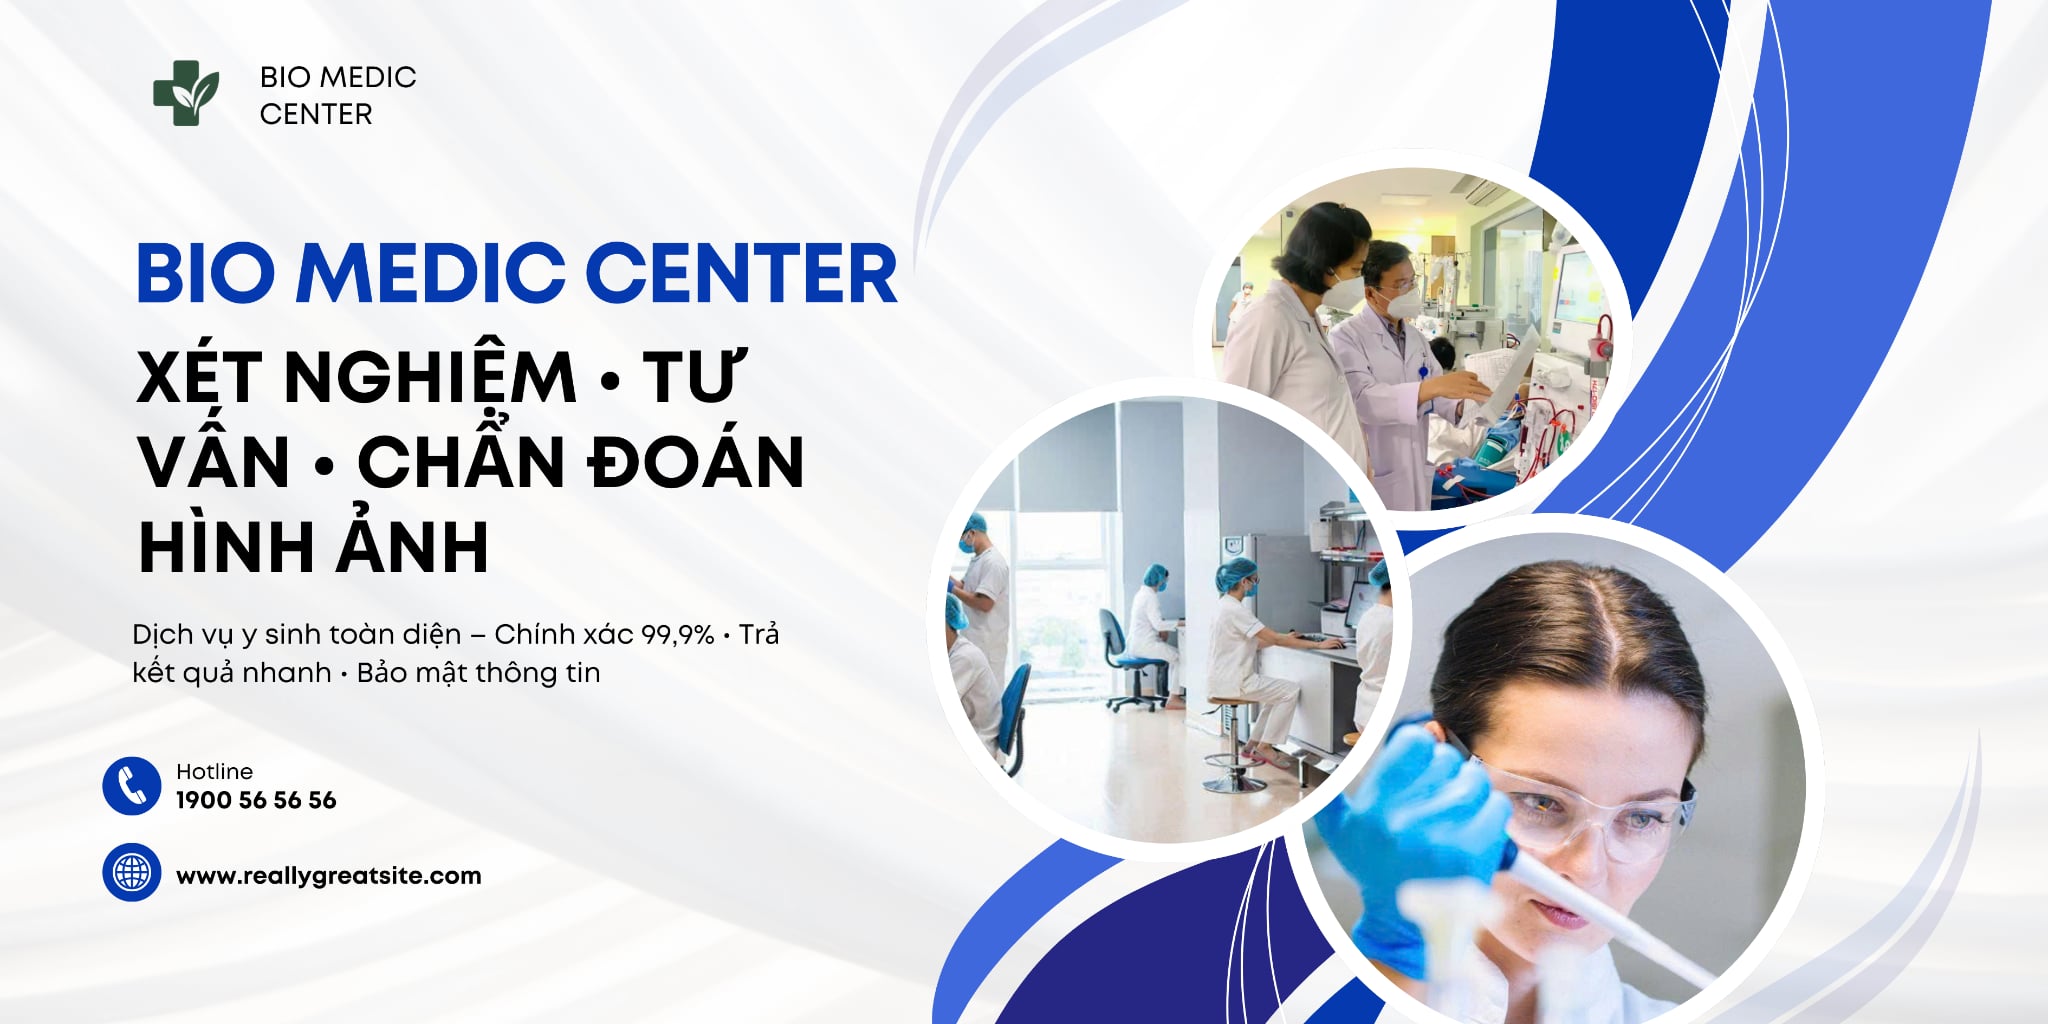 BIO MEDIC
CENTER
BIO MEDIC CENTER
XÉT NGHIỆM • TƯ
VẤN • CHẨN ĐOÁN
HÌNH ẢNH
Dịch vụ y sinh toàn diện – Chính xác 99,9% • Trả
kết quả nhanh • Bảo mật thông tin
Hotline
1900 56 56 56
www.reallygreatsite.com